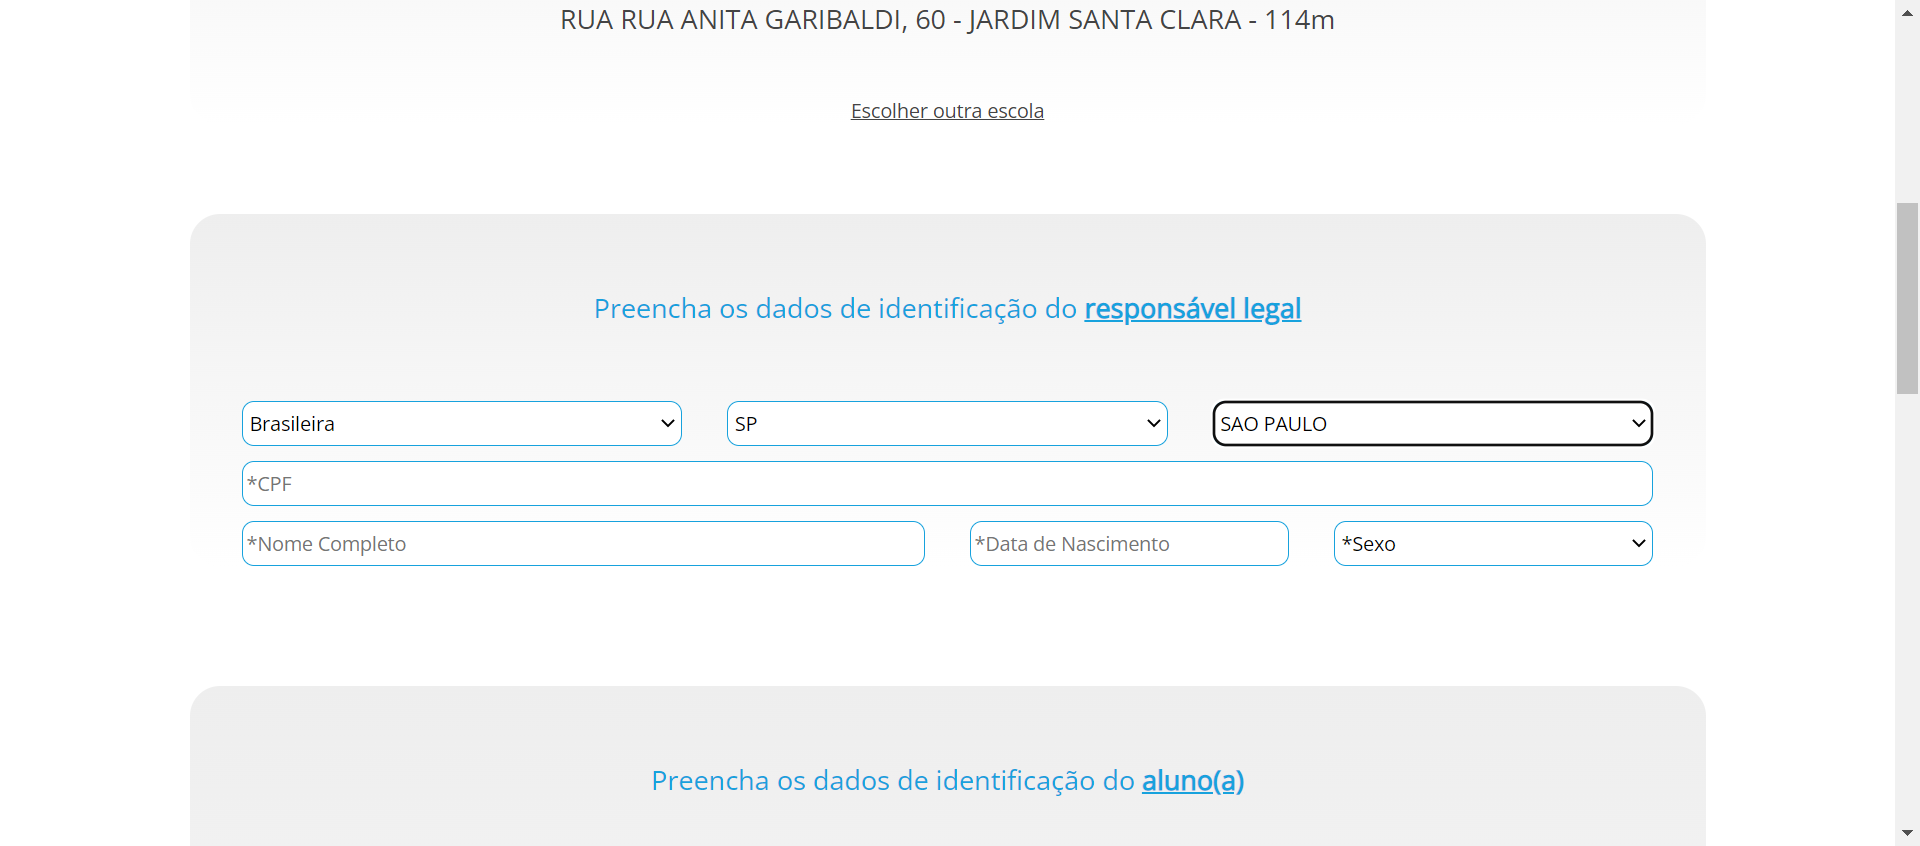 RUA RUA ANITA GARIBALDI, 60 - JARDIM SANTA CLARA - 114m
Escolher outra escola
Preencha os dados de identificação do responsável legal
Brasileira SP SAO PAULO
*CPF
*Nome Completo *Data de Nascimento *Sexo
Preencha os dados de identificação do aluno(a)